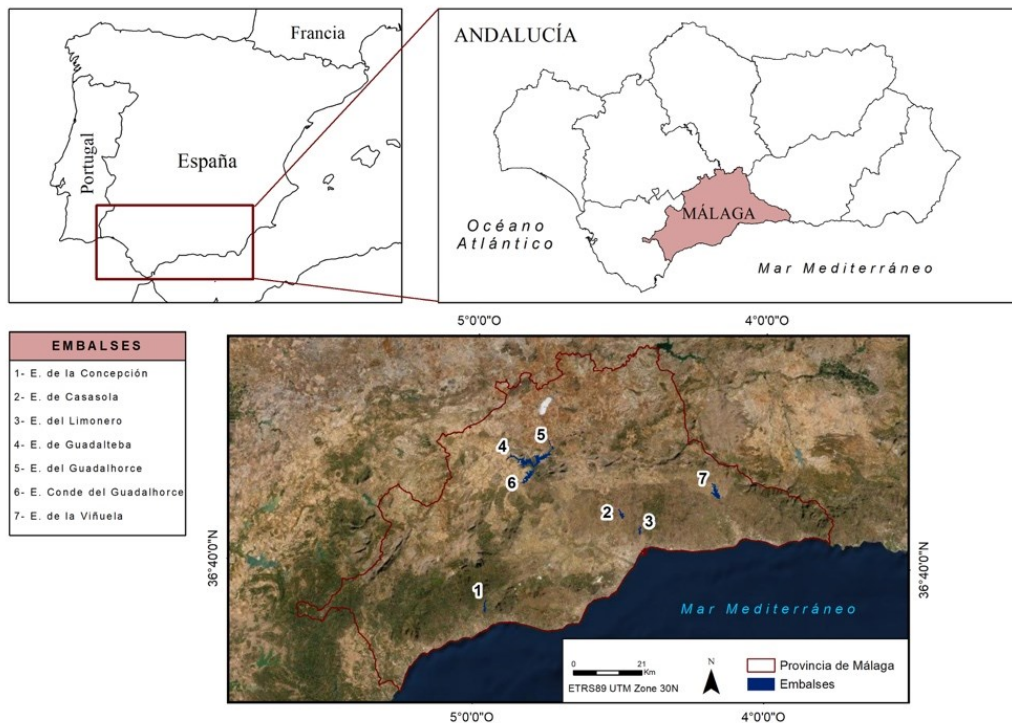 Francia
España
Portugal
ANDALUCÍA
MÁLAGA
Océano
Atlántico
Mar Mediterráneo
EMBALSES
1- E. de la Concepción
2- E. de Casasola
3- E. del Limonero
4- E. de Guadalteba
5- E. del Guadalhorce
6- E. Conde del Guadalhorce
7- E. de la Viñuela
5°0'0"O
4°0'0"O
36°40'0"N
36°40'0"N
5
4
6
7
2
3
1
Mar Mediterráneo
0 21
Km
ETRS89 UTM Zone 30N
N
Provincia de Málaga
Embalses
5°0'0"O
4°0'0"O